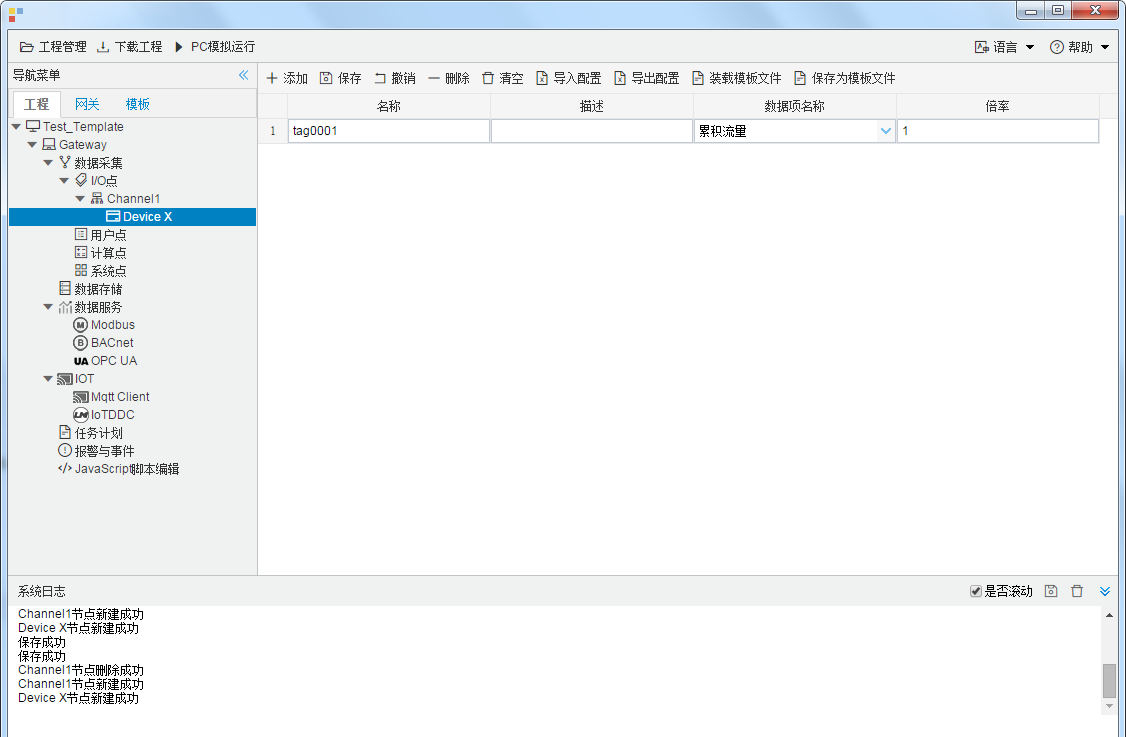 工程管理 下载工程 PC模拟运行 语言 帮助
导航菜单
添加 保存 撤销 删除 清空 导入配置 导出配置 装载模板文件 保存为模板文件
工程 网关 模板
名称 描述 数据项名称 倍率
1 tag0001 累积流量 1
Test_Template
Gateway
数据采集
I/O点
Channel1
Device X
用户点
计算点
系统点
数据存储
数据服务
M Modbus
B BACnet
UA OPC UA
IOT
Mqtt Client
IoTDDC
任务计划
报警与事件
</> JavaScript脚本编辑
系统日志 是否滚动
Channel1节点新建成功
Device X节点新建成功
保存成功
保存成功
Channel1节点删除成功
Channel1节点新建成功
Device X节点新建成功